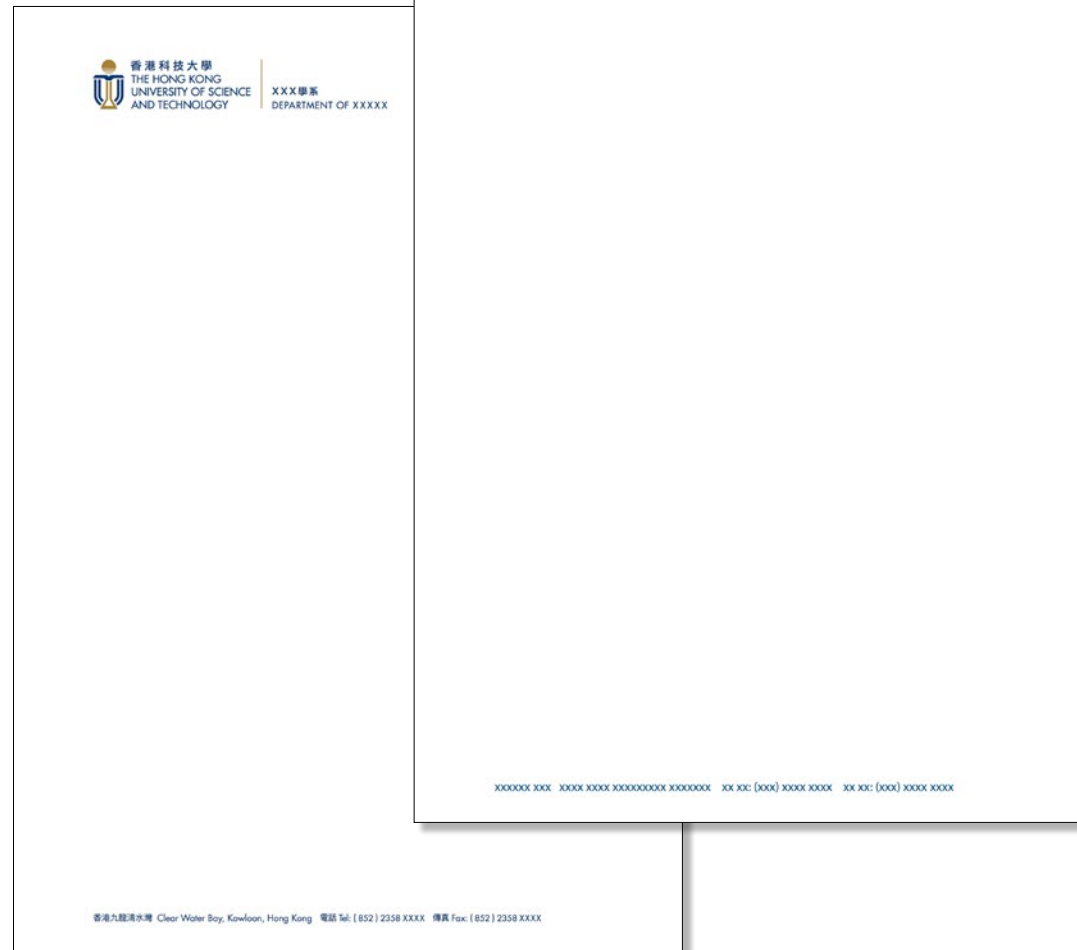 香港科技大學
THE HONG KONG
UNIVERSITY OF SCIENCE
AND TECHNOLOGY
XXX學系
DEPARTMENT OF XXXXX
xxxxxx xxx xxxx xxxx xxxxxxxxx xxxxxxx xx xx: (xxx) xxxx xxxx xx xx: (xxx) xxxx xxxx
香港九龍清水灣 Clear Water Bay, Kowloon, Hong Kong 電話 Tel: ( 852 ) 2358 XXXX 傳真 Fax: ( 852 ) 2358 XXXX